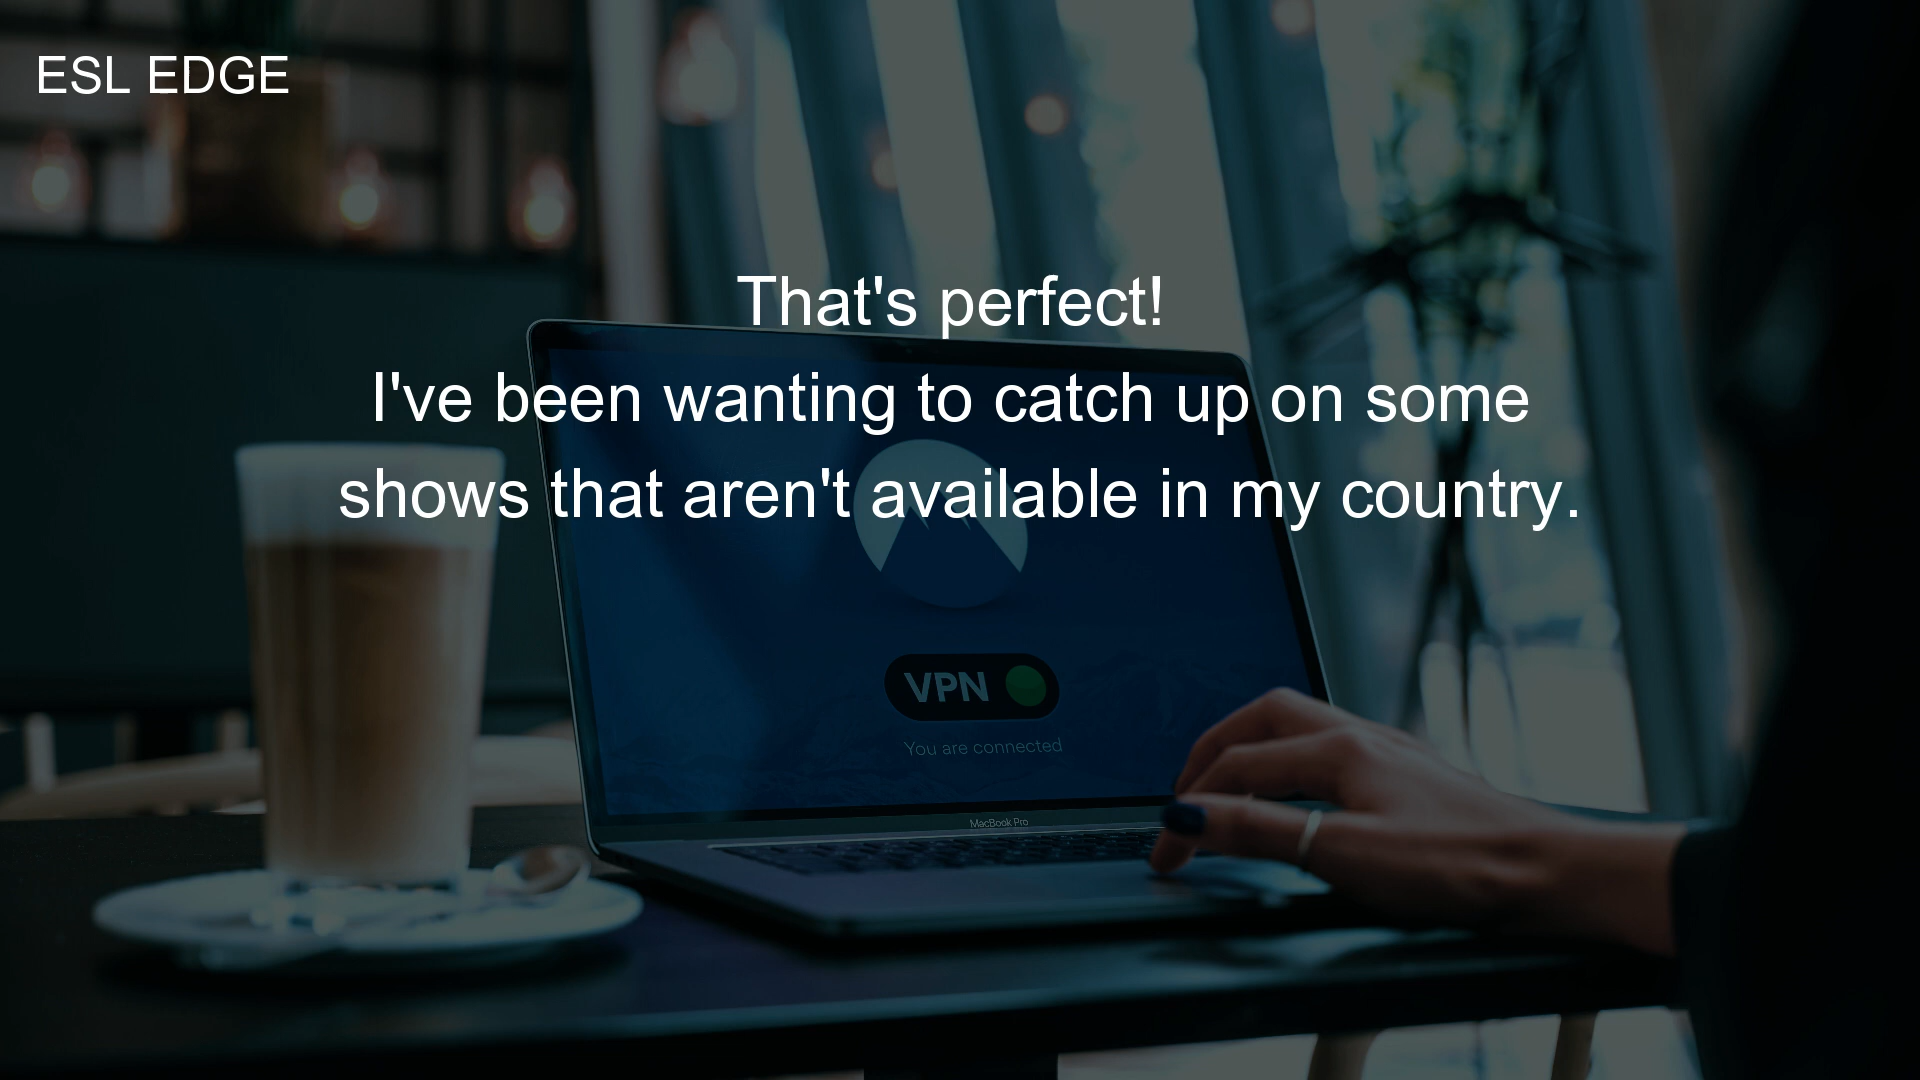 ESL EDGE
That's perfect!
I've been wanting to catch up on some
shows that aren't available in my country.
VPN
You are connected
MacBook Pro